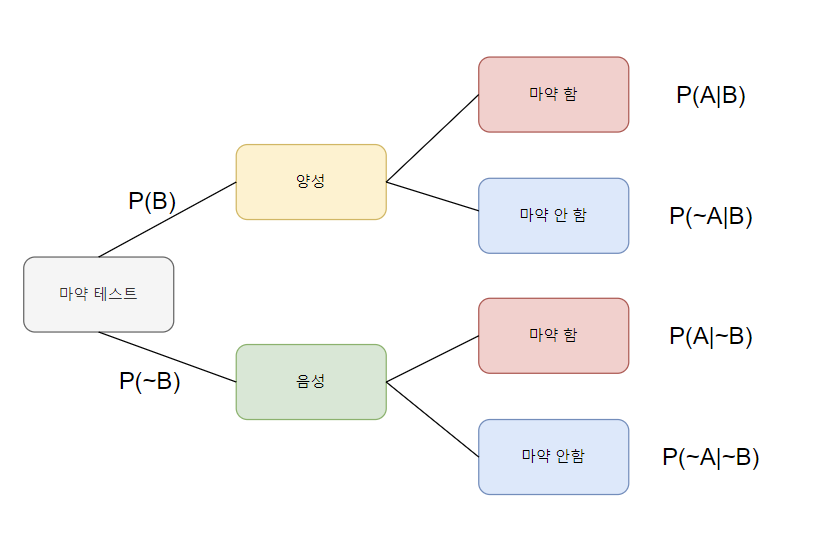 마약 함
P(A|B)
양성
P(B)
마약 안 함
P(~A|B)
마약 테스트
마약 함
P(A|~B)
P(~B)
음성
마약 안함
P(~A|~B)